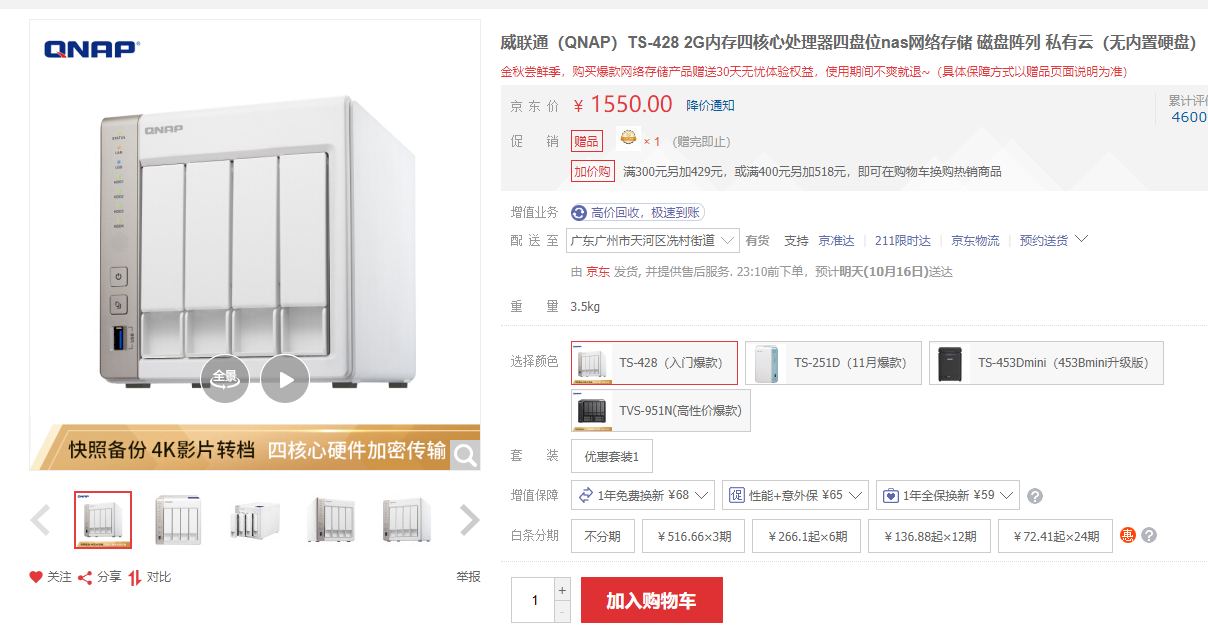 QNAP
QNAP
STATUS
LAN
USB
HDD1
HDD2
HDD3
HDD4
USB
全景
快照备份 4K影片转档 四核心硬件加密传输
关注 分享 对比
举报
威联通（QNAP）TS-428 2G内存四核心处理器四盘位nas网络存储 磁盘阵列 私有云（无内置硬盘）
金秋尝鲜季，购买爆款网络存储产品赠送30天无忧体验权益，使用期间不爽就退~（具体保障方式以赠品页面说明为准）
京东价 ￥1550.00 降价通知
累计评价
4600
促销 赠品 × 1 （赠完即止）
加价购 满300元另加429元，或满400元另加518元，即可在购物车换购热销商品
增值业务 高价回收，极速到账
配送至 广东广州市天河区冼村街道 有货 支持 京准达 | 211限时达 | 京东物流 | 预约送货
由 京东 发货, 并提供售后服务. 23:10前下单，预计明天(10月16日)送达
重量 3.5kg
选择颜色 TS-428（入门爆款） TS-251D（11月爆款） TS-453Dmini（453Bmini升级版）
TVS-951N(高性价爆款)
套装 优惠套装1
增值保障 1年免费换新 ¥68 促 性能+意外保 ¥65 1年全保换新 ¥59 ?
白条分期 不分期 ￥516.66×3期 ￥266.1起×6期 ￥136.88起×12期 ￥72.41起×24期 惠 ?
1 + -
加入购物车